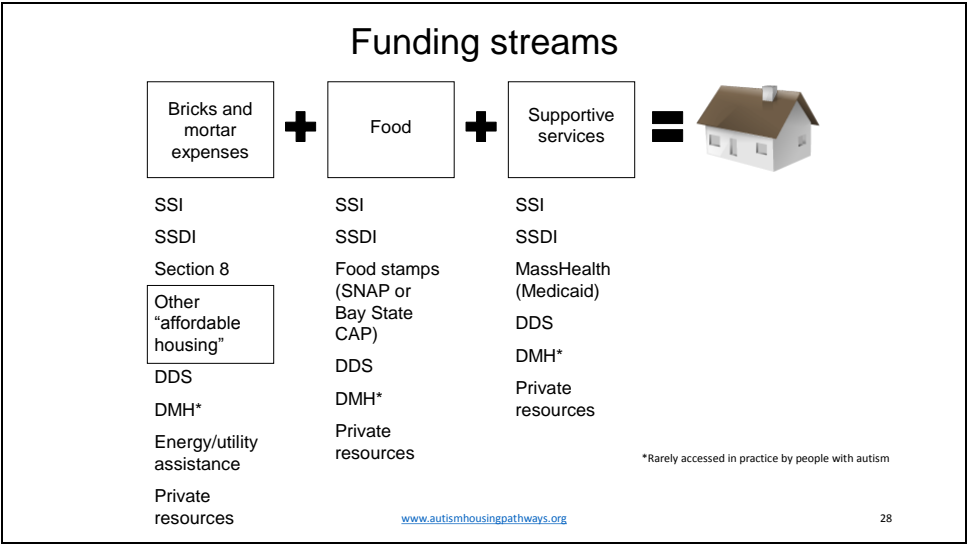 Funding streams
Bricks and
mortar
expenses
Food
Supportive
services
SSI
SSDI
Section 8
Other
“affordable
housing”
DDS
DMH*
Energy/utility
assistance
Private
resources
SSI
SSDI
Food stamps
(SNAP or
Bay State
CAP)
DDS
DMH*
Private
resources
SSI
SSDI
MassHealth
(Medicaid)
DDS
DMH*
Private
resources
*Rarely accessed in practice by people with autism
www.autismhousingpathways.org
28